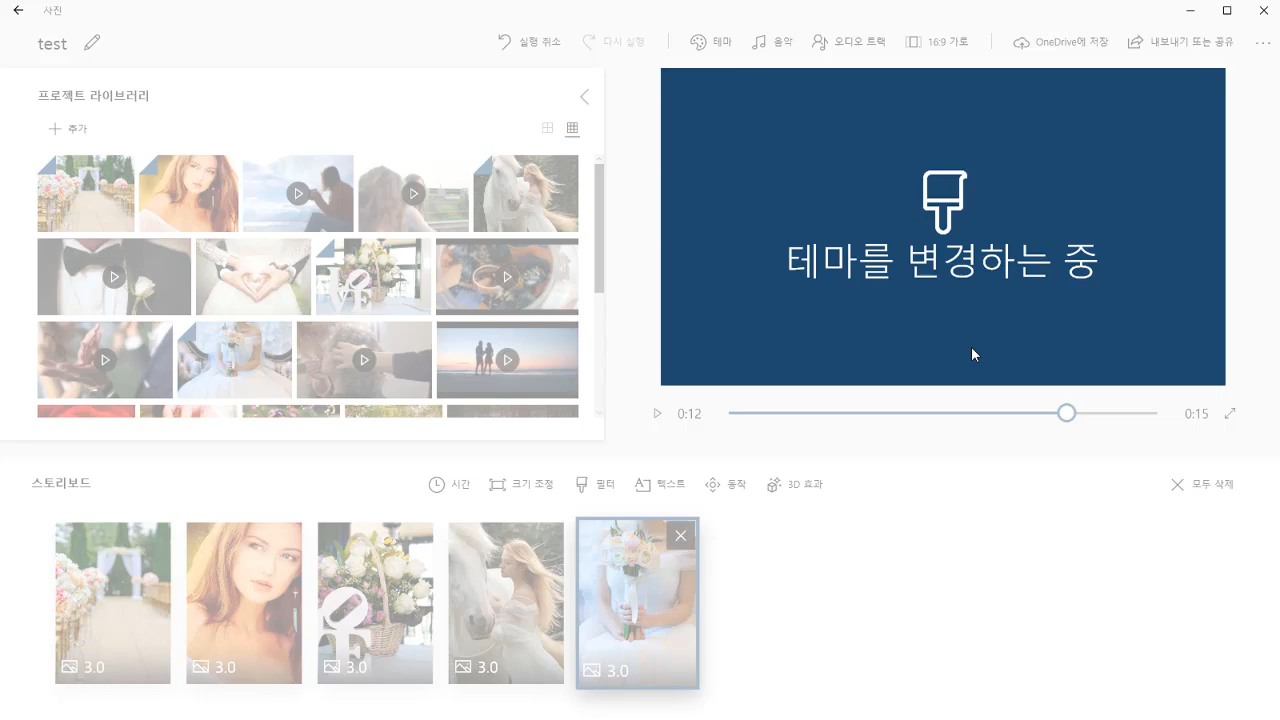 사진
test
실행 취소
다시 실행
테마
음악
오디오 트랙
16:9 가로
OneDrive에 저장
내보내기 또는 공유
프로젝트 라이브러리
추가
테마를 변경하는 중
0:12
0:15
스토리보드
시간
크기 조정
필터
텍스트
동작
3D 효과
모두 삭제
3.0
3.0
3.0
3.0
3.0